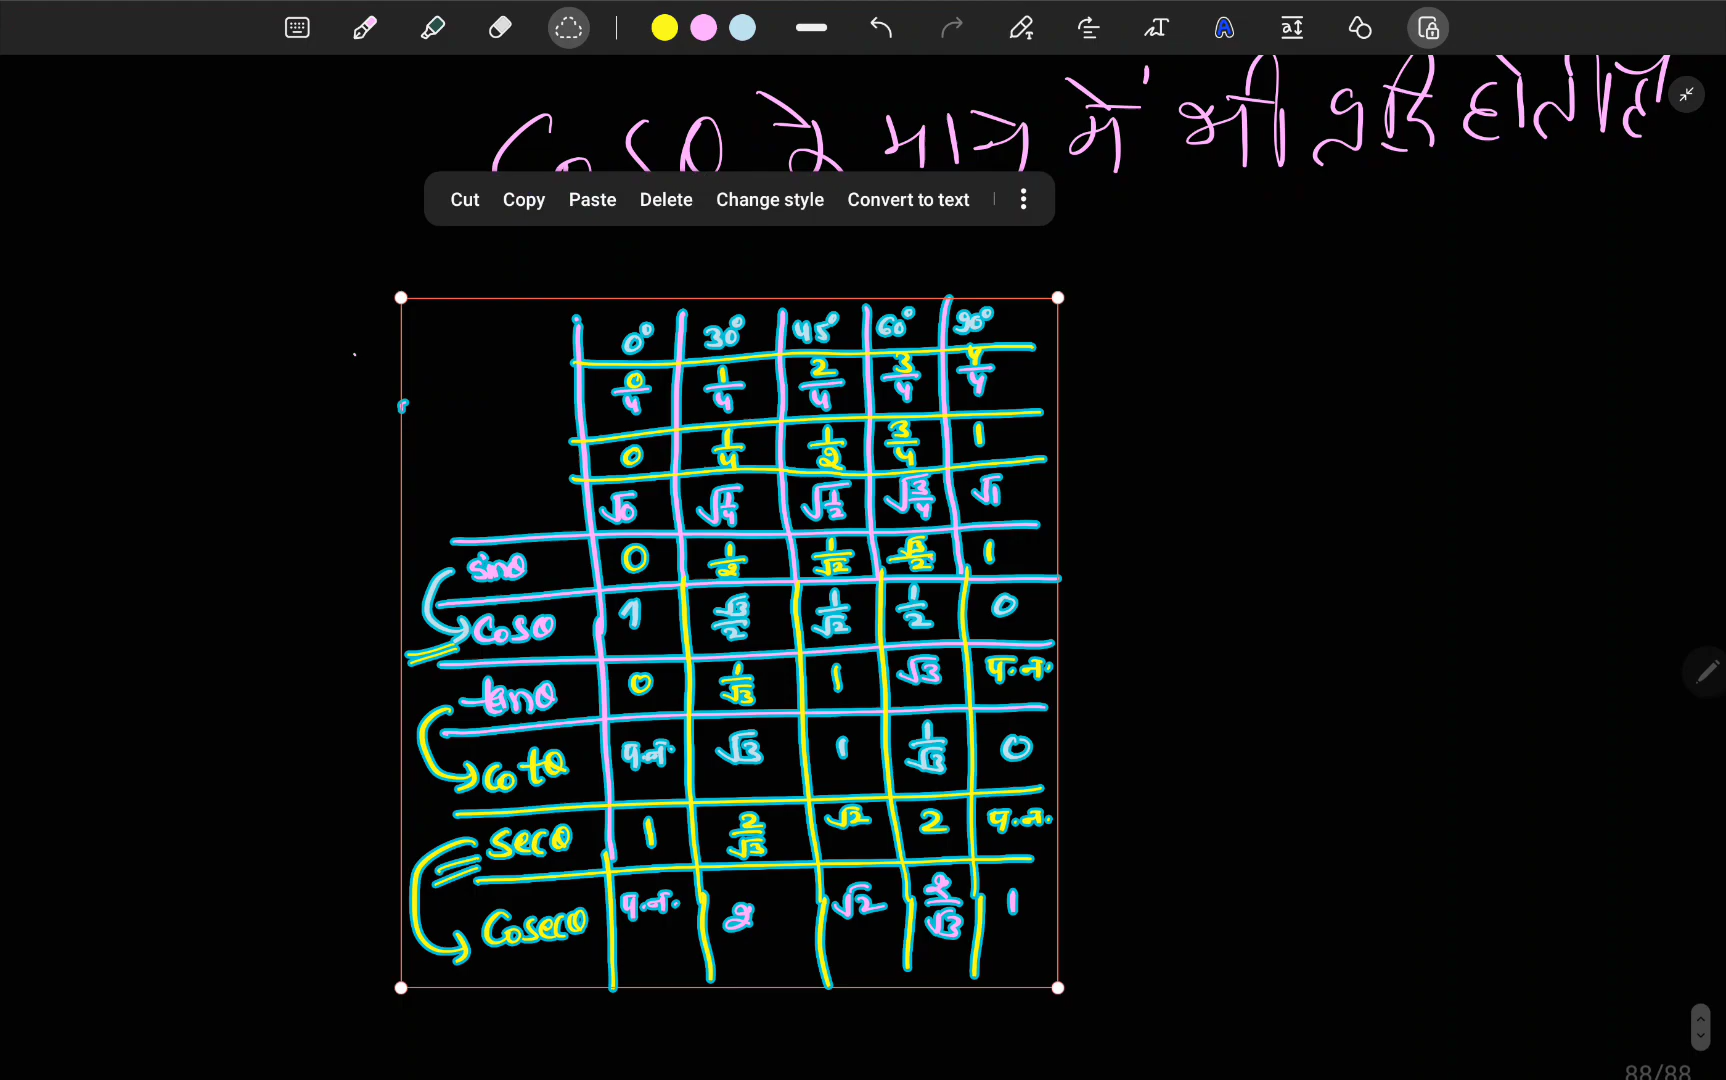 Cut Copy Paste Delete Change style Convert to text
0° 30° 45° 60° 90°
0/4 1/4 2/4 3/4 4/4
0 1/4 1/2 3/4 1
√0 √1/4 √1/2 √3/4 √1
sinθ 0 1/2 1/√2 √3/2 1
Cosθ 1 √3/2 1/√2 1/2 0
tanθ 0 1/√3 1 √3
Cotθ √3 1 1/√3 0
Secθ 1 2/√3 √2 2
Cosecθ 2 √2 2/√3 1
88/88